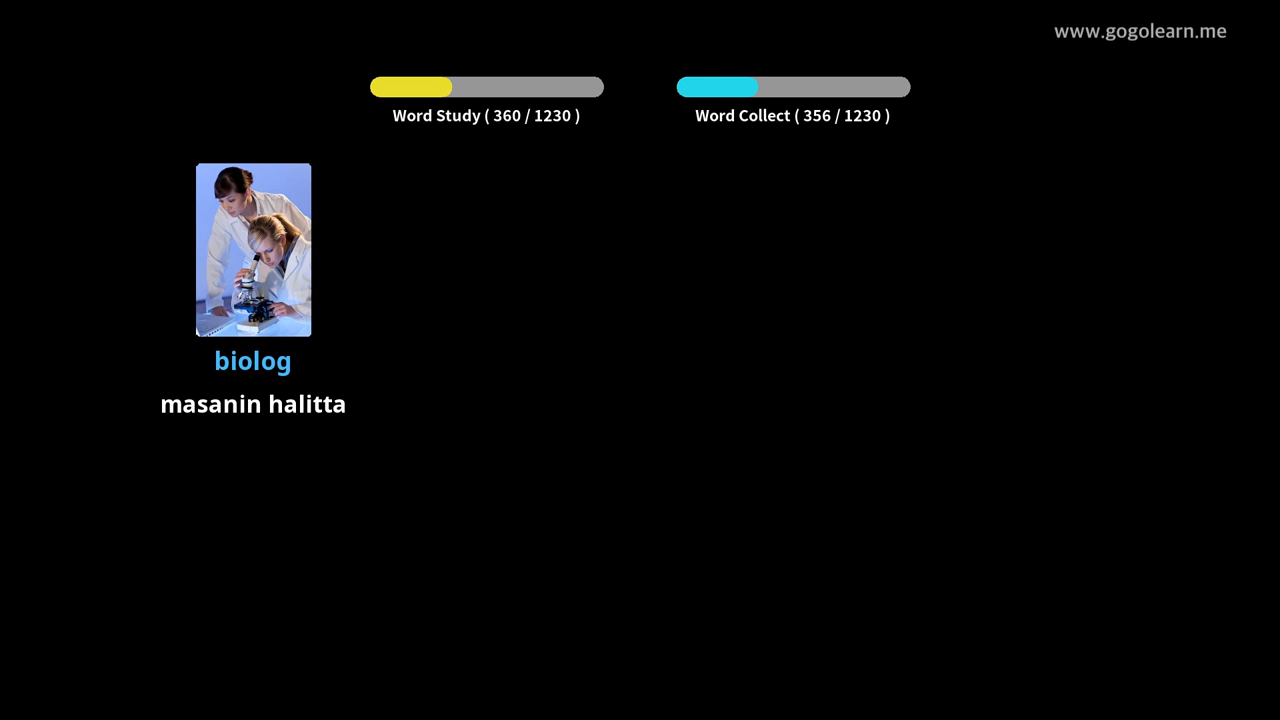 www.gogolearn.me
Word Study ( 360 / 1230 )
Word Collect ( 356 / 1230 )
biolog
masanin halitta